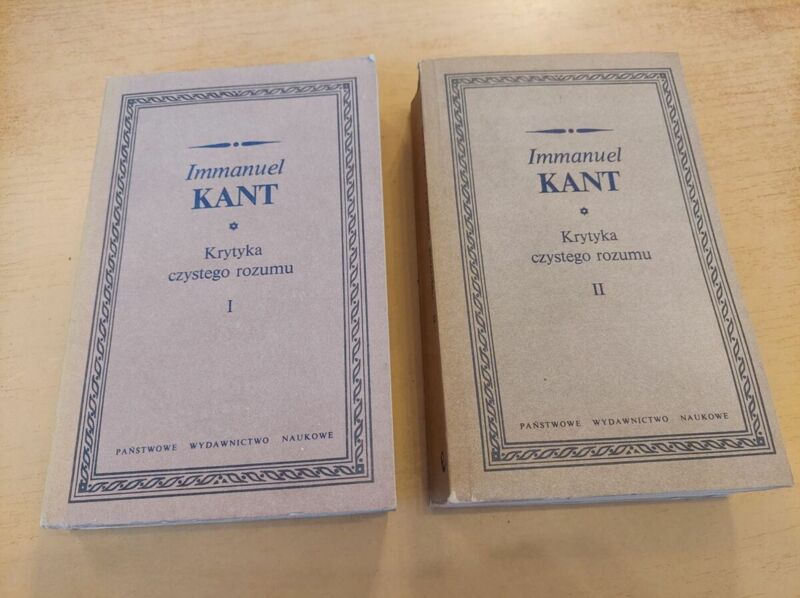 Immanuel
KANT
Krytyka
czystego rozumu
I
PAŃSTWOWE WYDAWNICTWO NAUKOWE
Immanuel
KANT
Krytyka
czystego rozumu
II
PAŃSTWOWE WYDAWNICTWO NAUKOWE